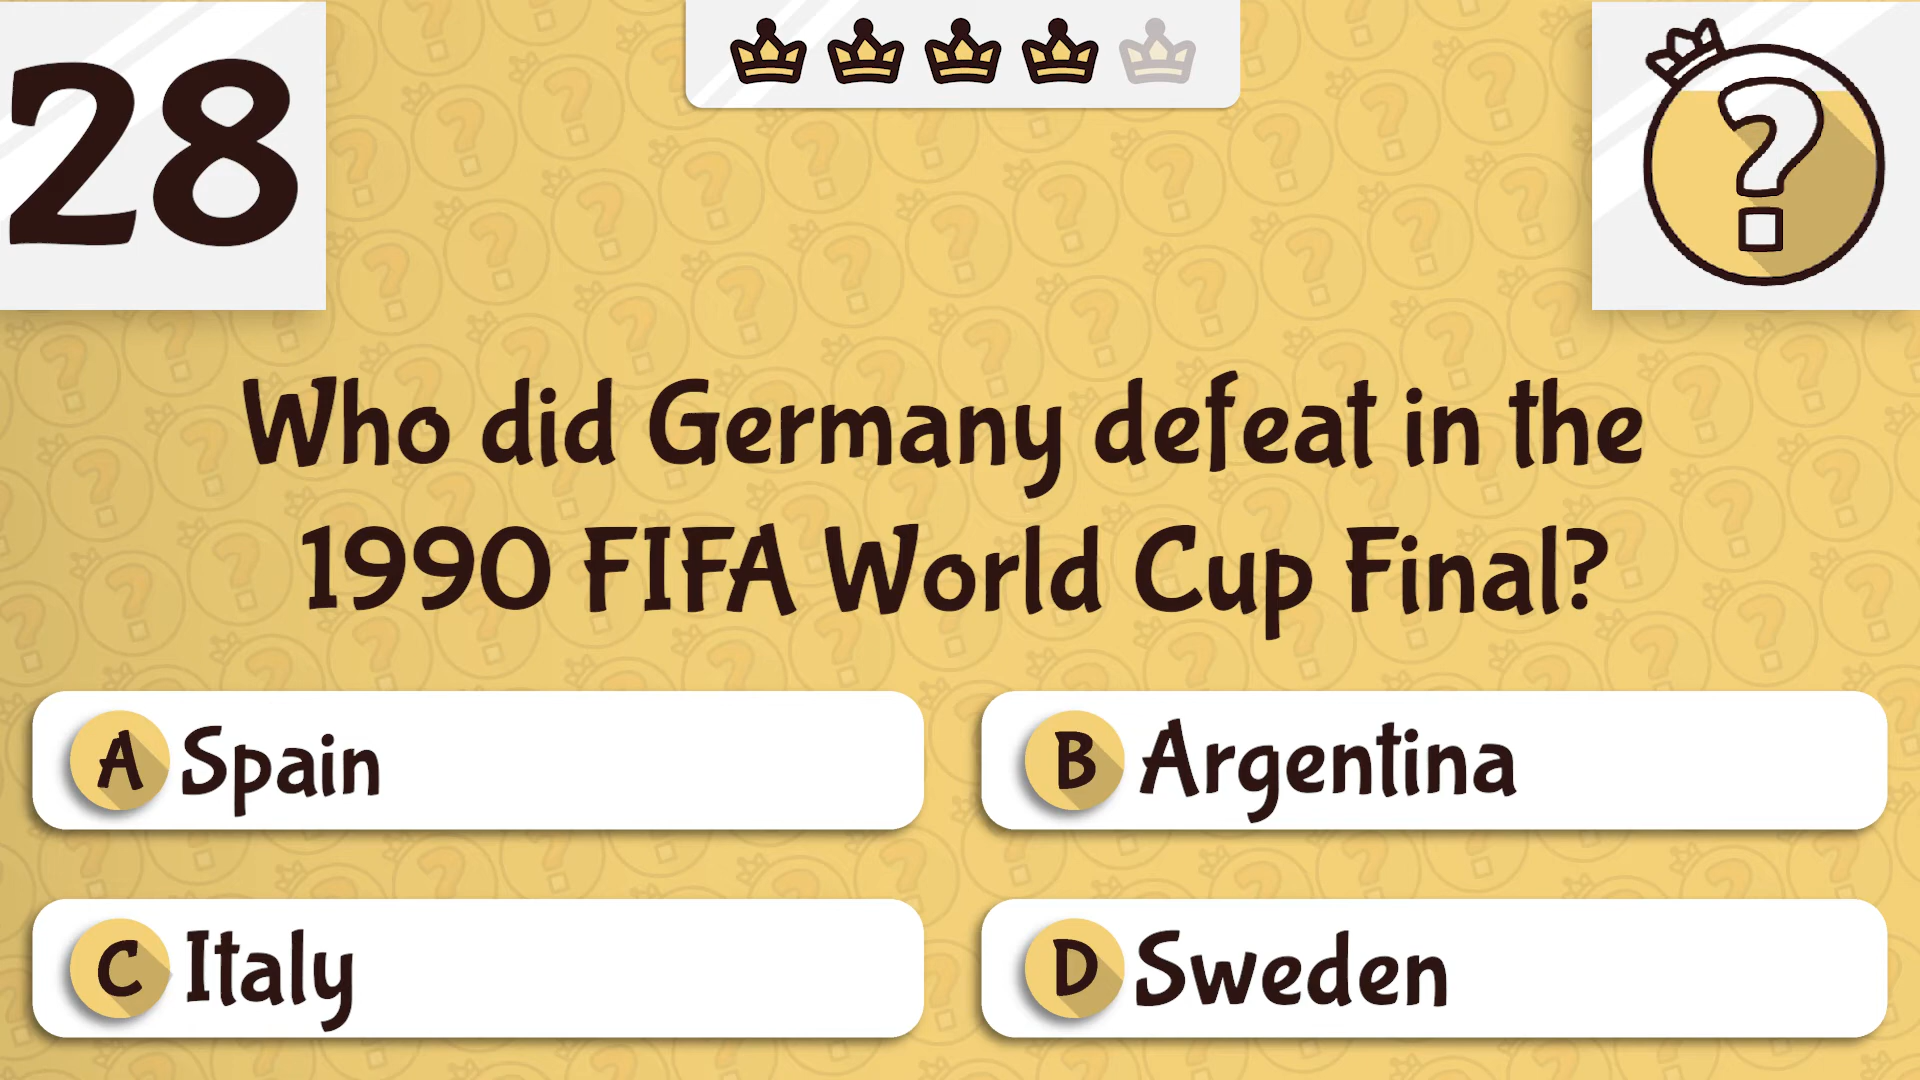 28
?
Who did Germany defeat in the
1990 FIFA World Cup Final?
A Spain
B Argentina
C Italy
D Sweden